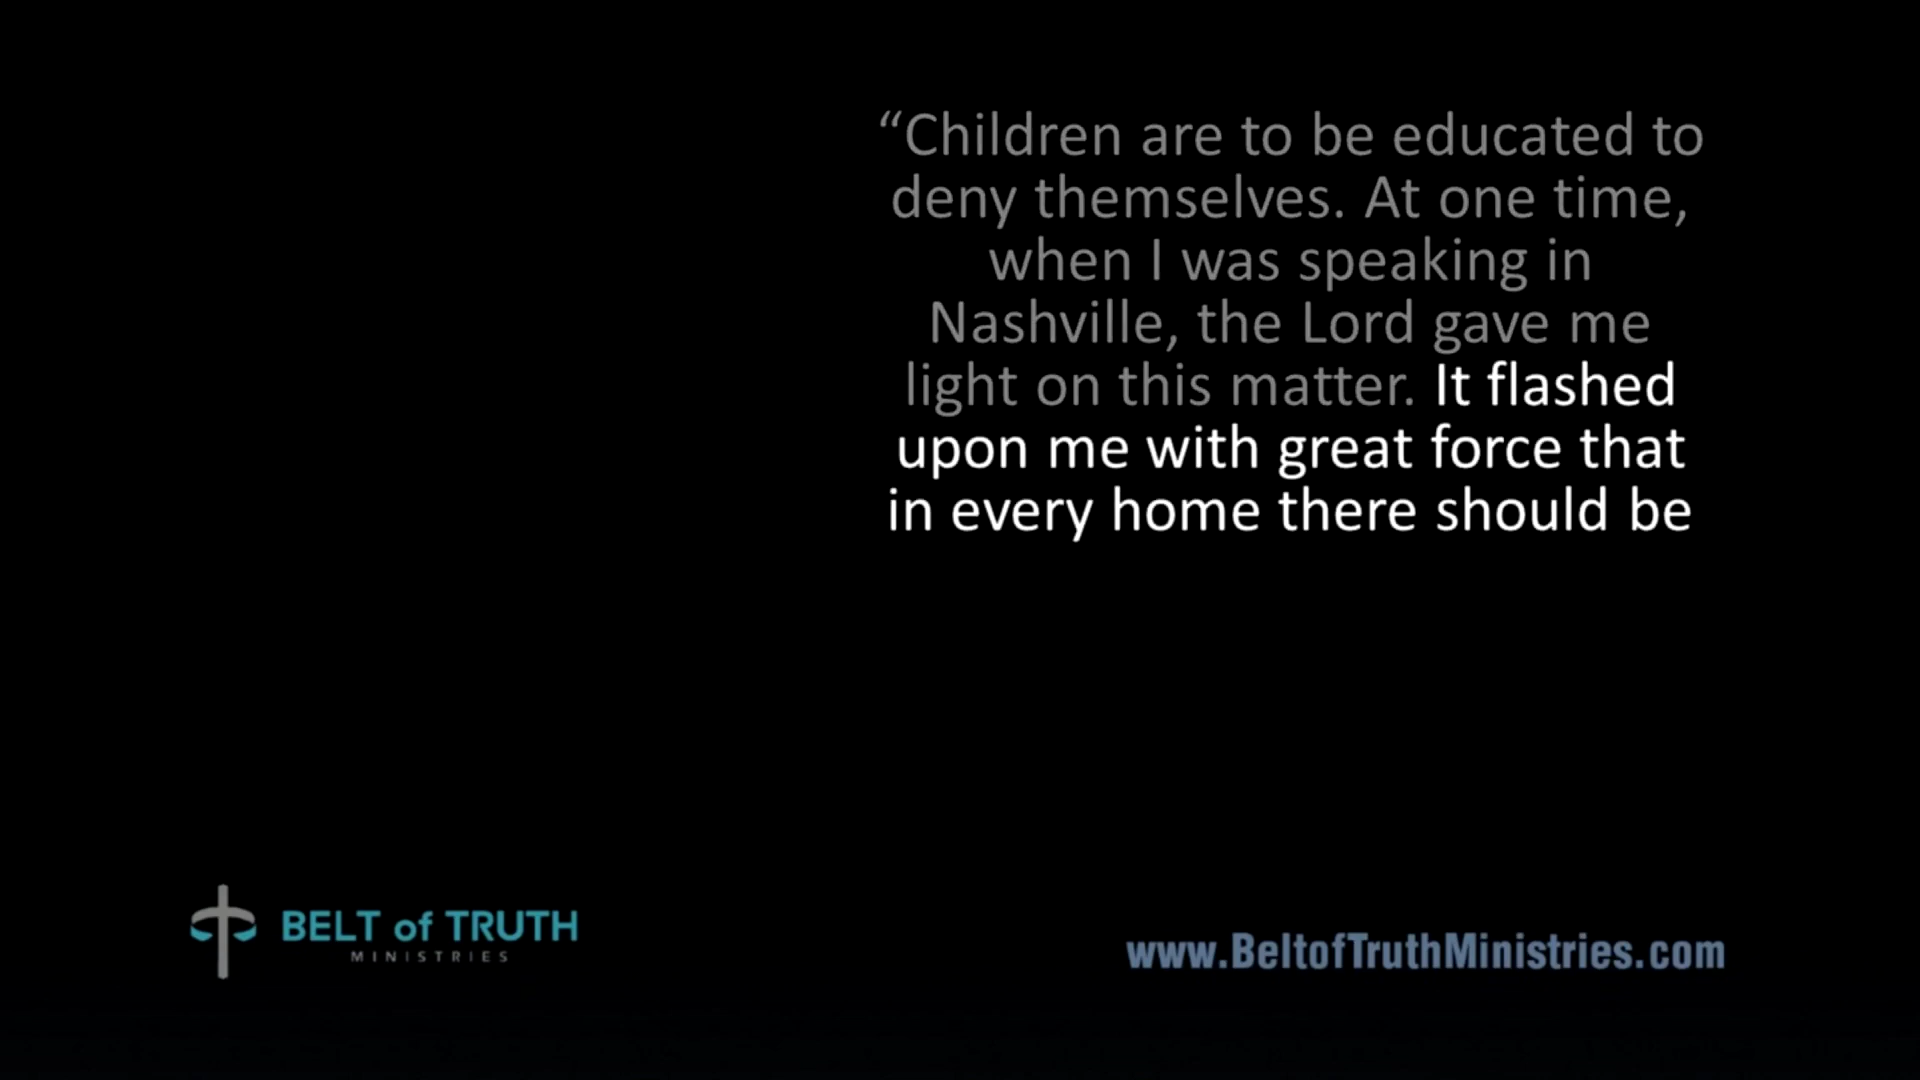 “Children are to be educated to
deny themselves. At one time,
when I was speaking in
Nashville, the Lord gave me
light on this matter. It flashed
upon me with great force that
in every home there should be
BELT of TRUTH
MINISTRIES
www.BeltofTruthMinistries.com